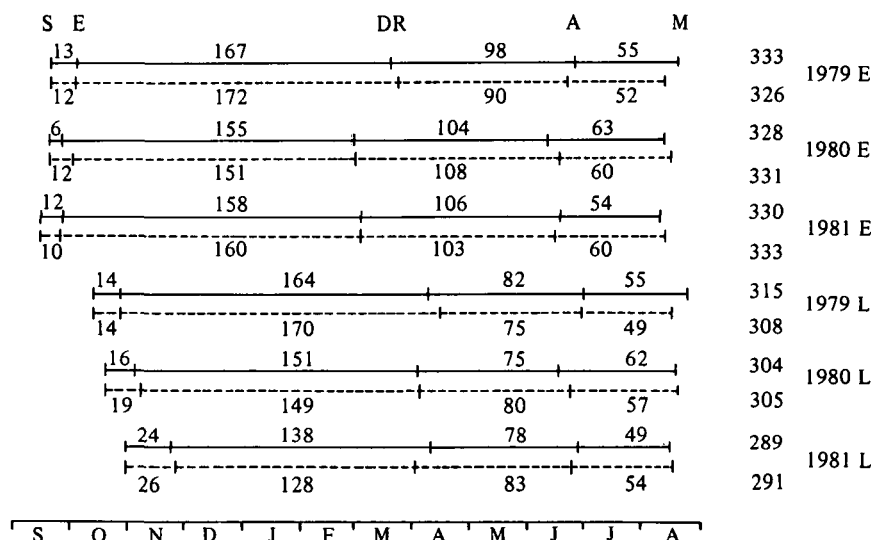 S E DR A M
13 167 98 55 333
1979 E
12 172 90 52 326
6 155 104 63 328
1980 E
12 151 108 60 331
12 158 106 54 330
1981 E
10 160 103 60 333
14 164 82 55 315
1979 L
14 170 75 49 308
16 151 75 62 304
1980 L
19 149 80 57 305
24 138 78 49 289
1981 L
26 128 83 54 291
S O N D J F M A M J J A